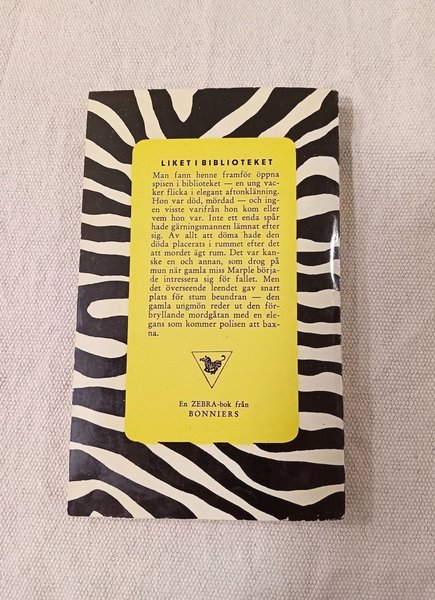 LIKET I BIBLIOTEKET
Man fann henne framför öppna
spisen i biblioteket — en ung vac-
ker flicka i elegant aftonklänning.
Hon var död, mördad — och ing-
en visste varifrån hon kom eller
vem hon var. Inte ett enda spår
hade gärningsmannen lämnat efter
sig. Av allt att döma hade den
döda placerats i rummet efter det
att mordet ägt rum. Det var kan-
ske en och annan, som drog på
mun när gamla miss Marple börja-
de intressera sig för fallet. Men
det överseende leendet gav snart
plats för stum beundran — den
gamla ungmön reder ut den för-
bryllande mordgåtan med en ele-
gans som kommer polisen att bax-
na.
En ZEBRA-bok från
BONNIERS